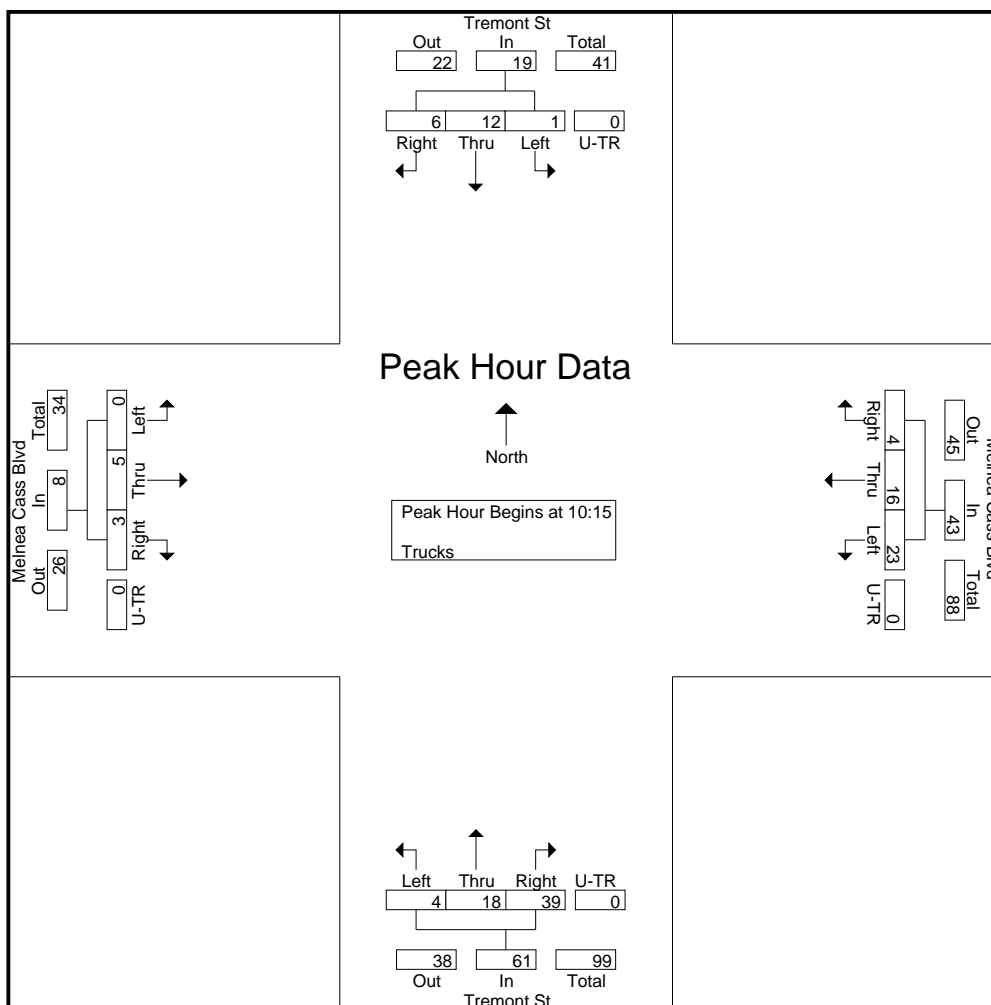 Tremont St
Out In Total
22 19 41
6 12 1 0
Right Thru Left U-TR
Peak Hour Data
North
Peak Hour Begins at 10:15
Trucks
Melnea Cass Blvd
Total In Out
34 8 26
0 5 3 0
Left Thru Right U-TR
Melnea Cass Blvd
Out In Total
45 43 88
4 16 23 0
Right Thru Left U-TR
Left Thru Right U-TR
4 18 39 0
38 61 99
Out In Total
Tremont St